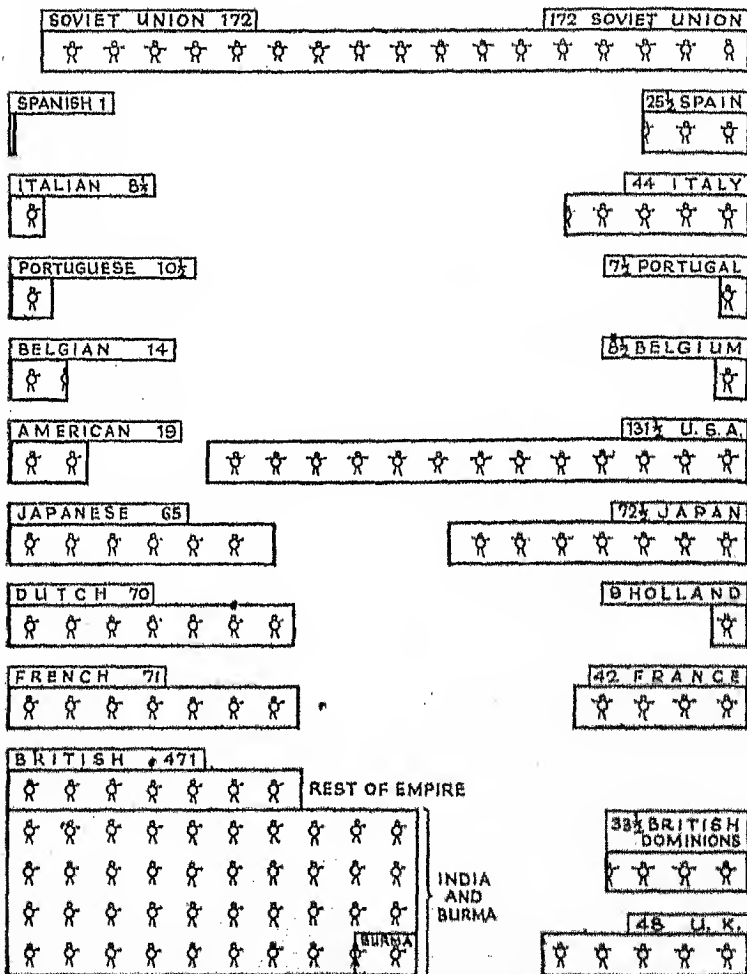 SOVIET UNION 172 172 SOVIET UNION
SPANISH 1 25½ SPAIN
ITALIAN 8½ 44 ITALY
PORTUGUESE 10½ 7½ PORTUGAL
BELGIAN 14 8½ BELGIUM
AMERICAN 19 131½ U.S.A.
JAPANESE 65 72½ JAPAN
DUTCH 70 9 HOLLAND
FRENCH 71 42 FRANCE
BRITISH 471
REST OF EMPIRE
33½ BRITISH
DOMINIONS
INDIA
AND
BURMA
48 U.K.
BURMA